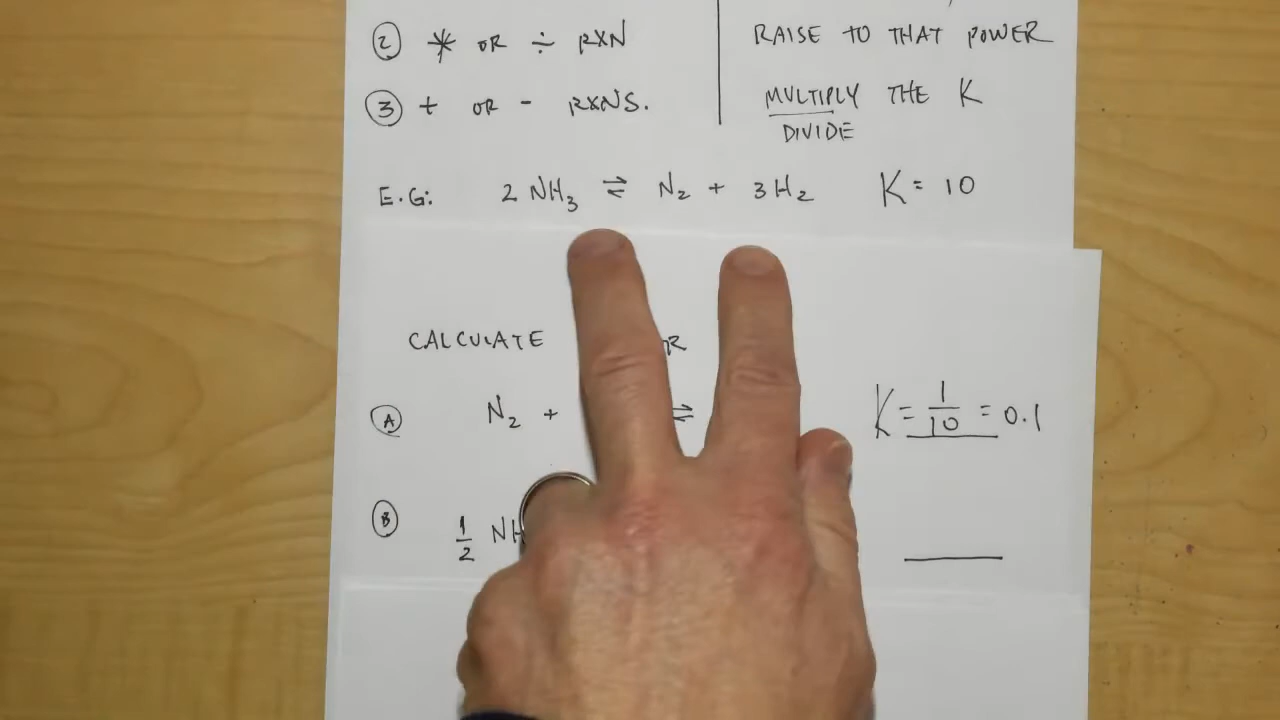 ② * OR ÷ RXN RAISE TO THAT POWER
③ + OR - RXNS. MULTIPLY THE K
DIVIDE
E.G: 2 NH₃ ⇌ N₂ + 3H₂ K = 10
CALCULATE
Ⓐ N₂ + ⇌ K = 1/10 = 0.1
Ⓑ 1/2 NH